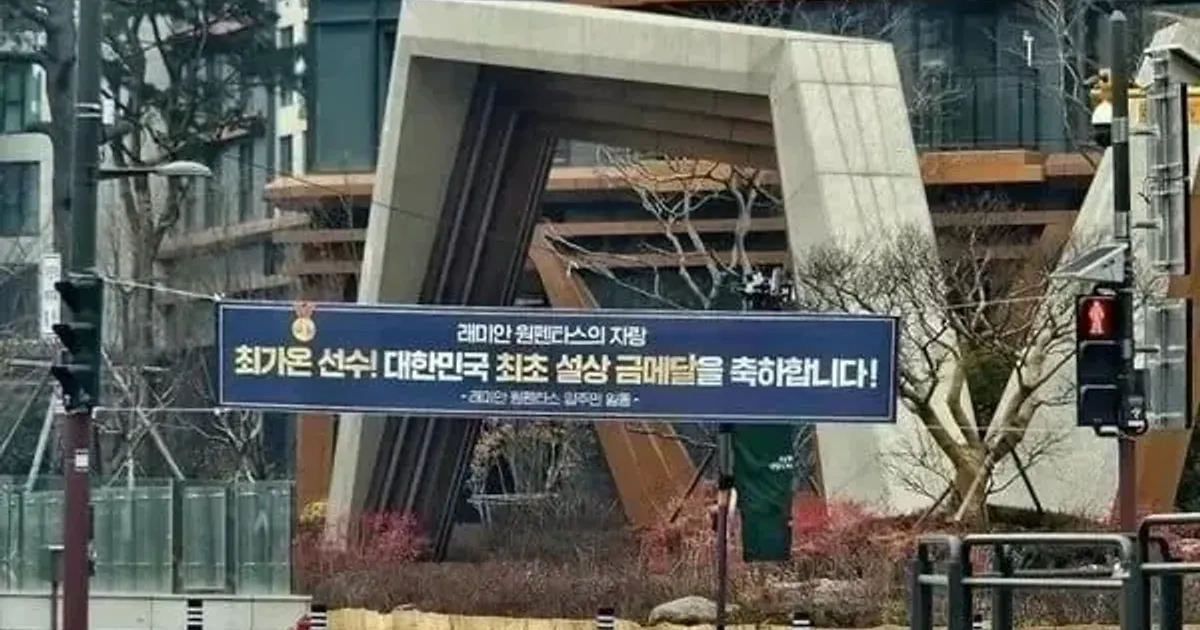 래미안 원펜타스의 자랑
최가온 선수! 대한민국 최초 설상 금메달을 축하합니다!
- 래미안 원펜타스 입주민 일동 -